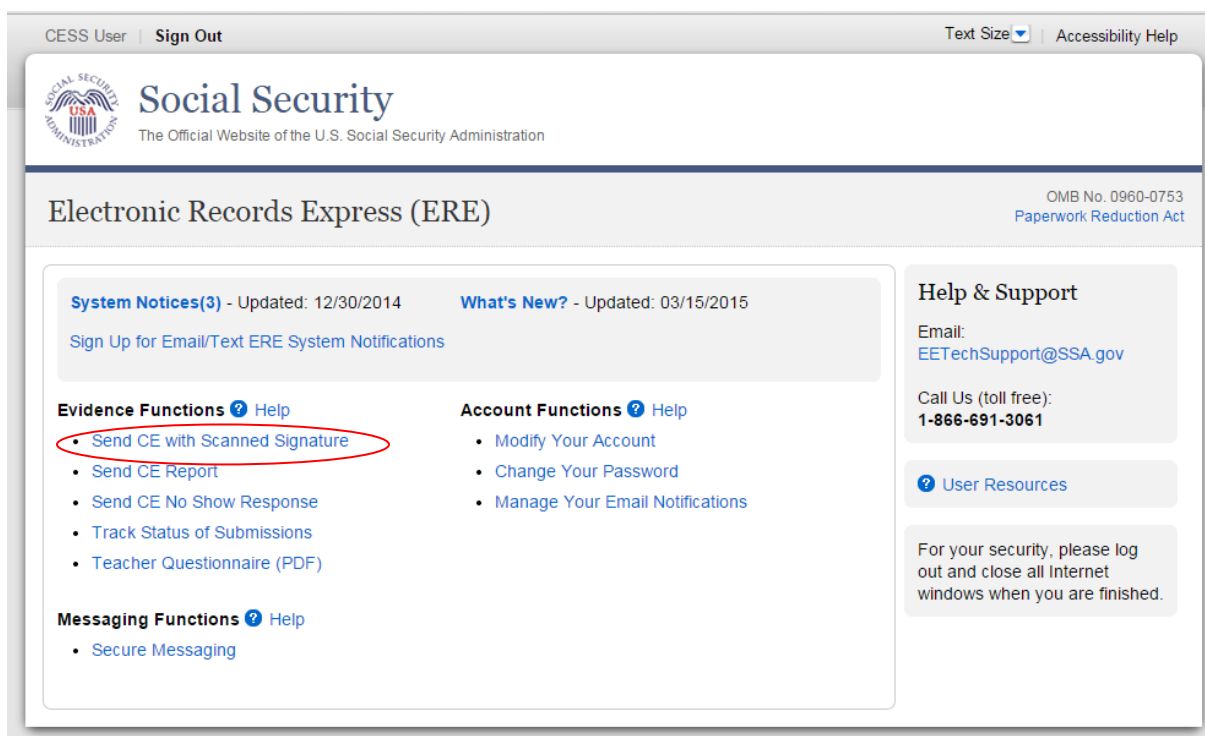 CESS User | Sign Out
Text Size | Accessibility Help
SOCIAL SECURITY ADMINISTRATION
USA
Social Security
The Official Website of the U.S. Social Security Administration
Electronic Records Express (ERE)
OMB No. 0960-0753
Paperwork Reduction Act
System Notices(3) - Updated: 12/30/2014
What's New? - Updated: 03/15/2015
Sign Up for Email/Text ERE System Notifications
Evidence Functions ? Help
• Send CE with Scanned Signature
• Send CE Report
• Send CE No Show Response
• Track Status of Submissions
• Teacher Questionnaire (PDF)
Messaging Functions ? Help
• Secure Messaging
Account Functions ? Help
• Modify Your Account
• Change Your Password
• Manage Your Email Notifications
Help & Support
Email:
EETechSupport@SSA.gov
Call Us (toll free):
1-866-691-3061
? User Resources
For your security, please log
out and close all Internet
windows when you are finished.